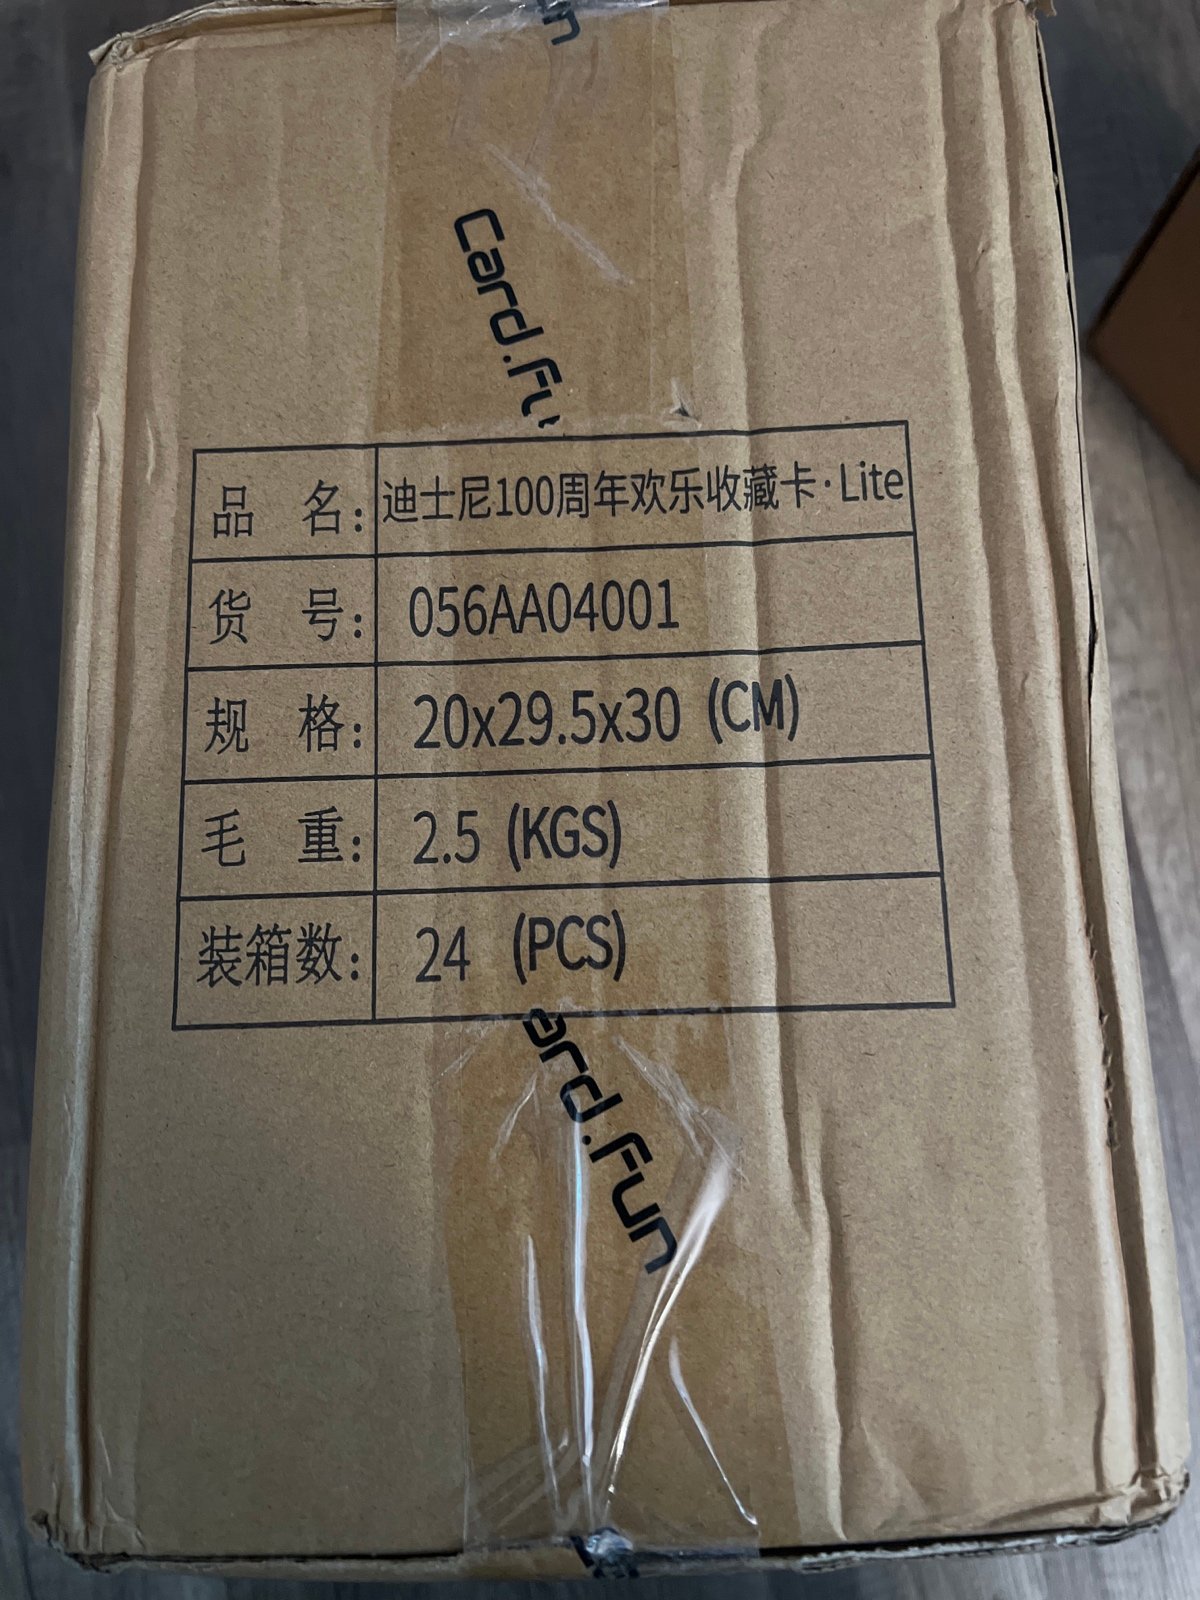 Card.Fu
品 名: 迪士尼100周年欢乐收藏卡·Lite
货 号: 056AA04001
规 格: 20x29.5x30 (CM)
毛 重: 2.5 (KGS)
装箱数: 24 (PCS)
ard.Fun